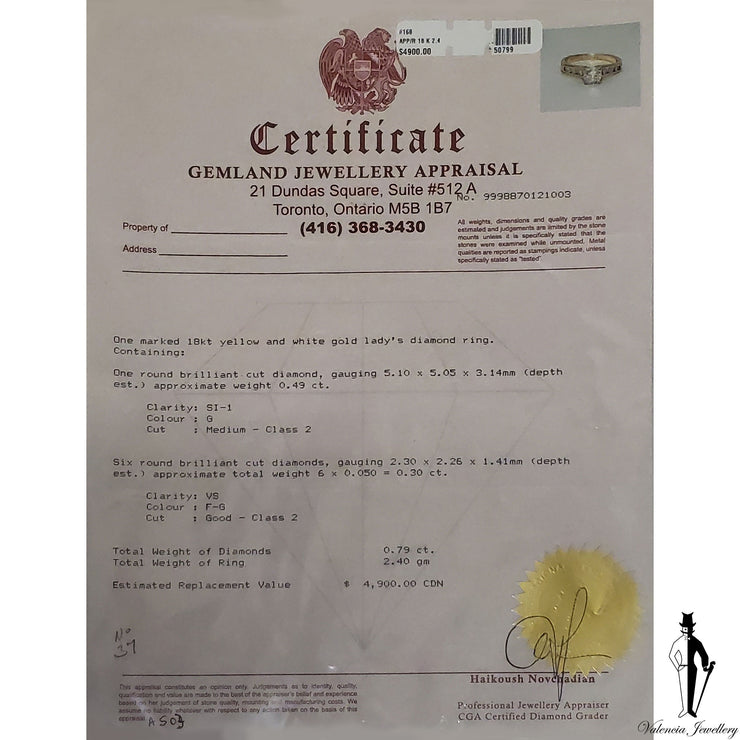 #168
APP/R 18 K 2.4
$4900.00
50799
Certificate
GEMLAND JEWELLERY APPRAISAL
21 Dundas Square, Suite #512 A
Toronto, Ontario M5B 1B7
(416) 368-3430
No. 9998870121003
Property of
Address
All weights, dimensions and quality grades are
estimated and judgements are limited by the stone
mounts unless it is specifically stated that the
stones were examined while unmounted. Metal
qualities are reported as stampings indicate, unless
specifically stated as "tested".
One marked 18kt yellow and white gold lady's diamond ring.
Containing:
One round brilliant cut diamond, gauging 5.10 x 5.05 x 3.14mm (depth
est.) approximate weight 0.49 ct.
Clarity: SI-1
Colour : G
Cut : Medium - Class 2
Six round brilliant cut diamonds, gauging 2.30 x 2.26 x 1.41mm (depth
est.) approximate total weight 6 x 0.050 = 0.30 ct.
Clarity: VS
Colour : F-G
Cut : Good - Class 2
Total Weight of Diamonds 0.79 ct.
Total Weight of Ring 2.40 gm
Estimated Replacement Value $ 4,900.00 CDN
No
37
This appraisal constitutes an opinion only. Judgements as to identity, quality,
qualification and value are made to the best of the appraiser's belief and experience
based on her judgement of stone quality, mounting and manufacturing costs. We
assume no liability whatever with respect to any action taken on the basis of this
appraisal.
A503
Haikoush Novchadian
Professional Jewellery Appraiser
CGA Certified Diamond Grader
Valencia Jewellery